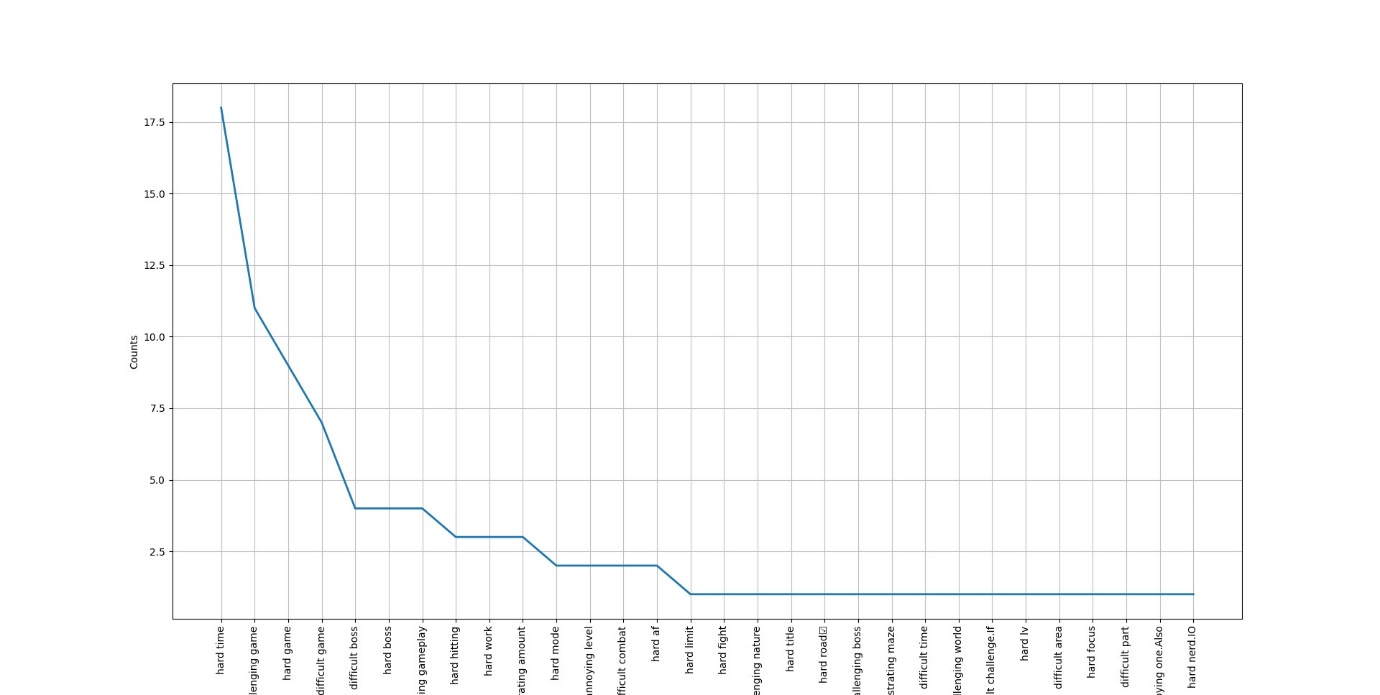 17.5
15.0
12.5
10.0
7.5
5.0
2.5
Counts
hard time
lenging game
hard game
difficult game
difficult boss
hard boss
ing gameplay
hard hitting
hard work
rating amount
hard mode
nnoying level
fficult combat
hard af
hard limit
hard fight
enging nature
hard title
hard road
allenging boss
strating maze
difficult time
llenging world
lt challenge.If
hard lv
difficult area
hard focus
difficult part
ying one.Also
hard nerd.IO